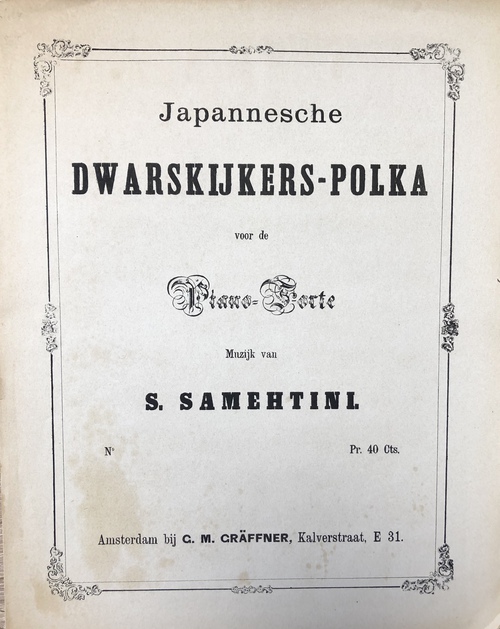 Japannesche
DWARSKIJKERS-POLKA
voor de
Piano-Forte
Muzijk van
S. SAMEHTINI.
N°
Pr. 40 Cts.
Amsterdam bij G. M. GRÄFFNER, Kalverstraat, E 31.